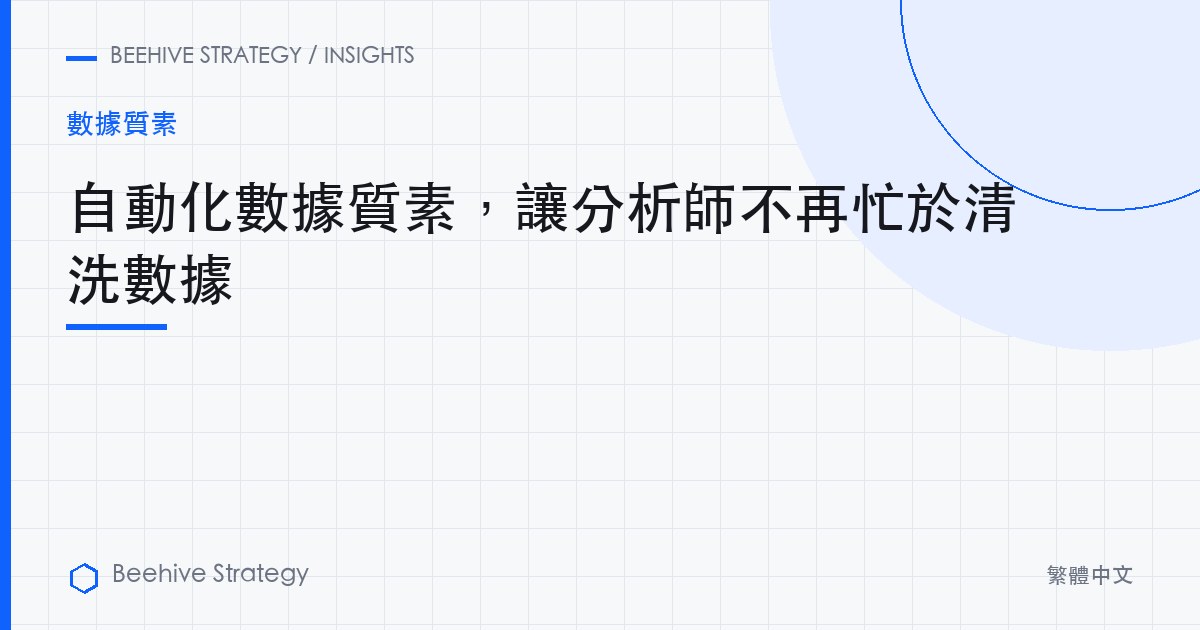 BEEHIVE STRATEGY / INSIGHTS
數據質素
自動化數據質素，讓分析師不再忙於清
洗數據
Beehive Strategy
繁體中文